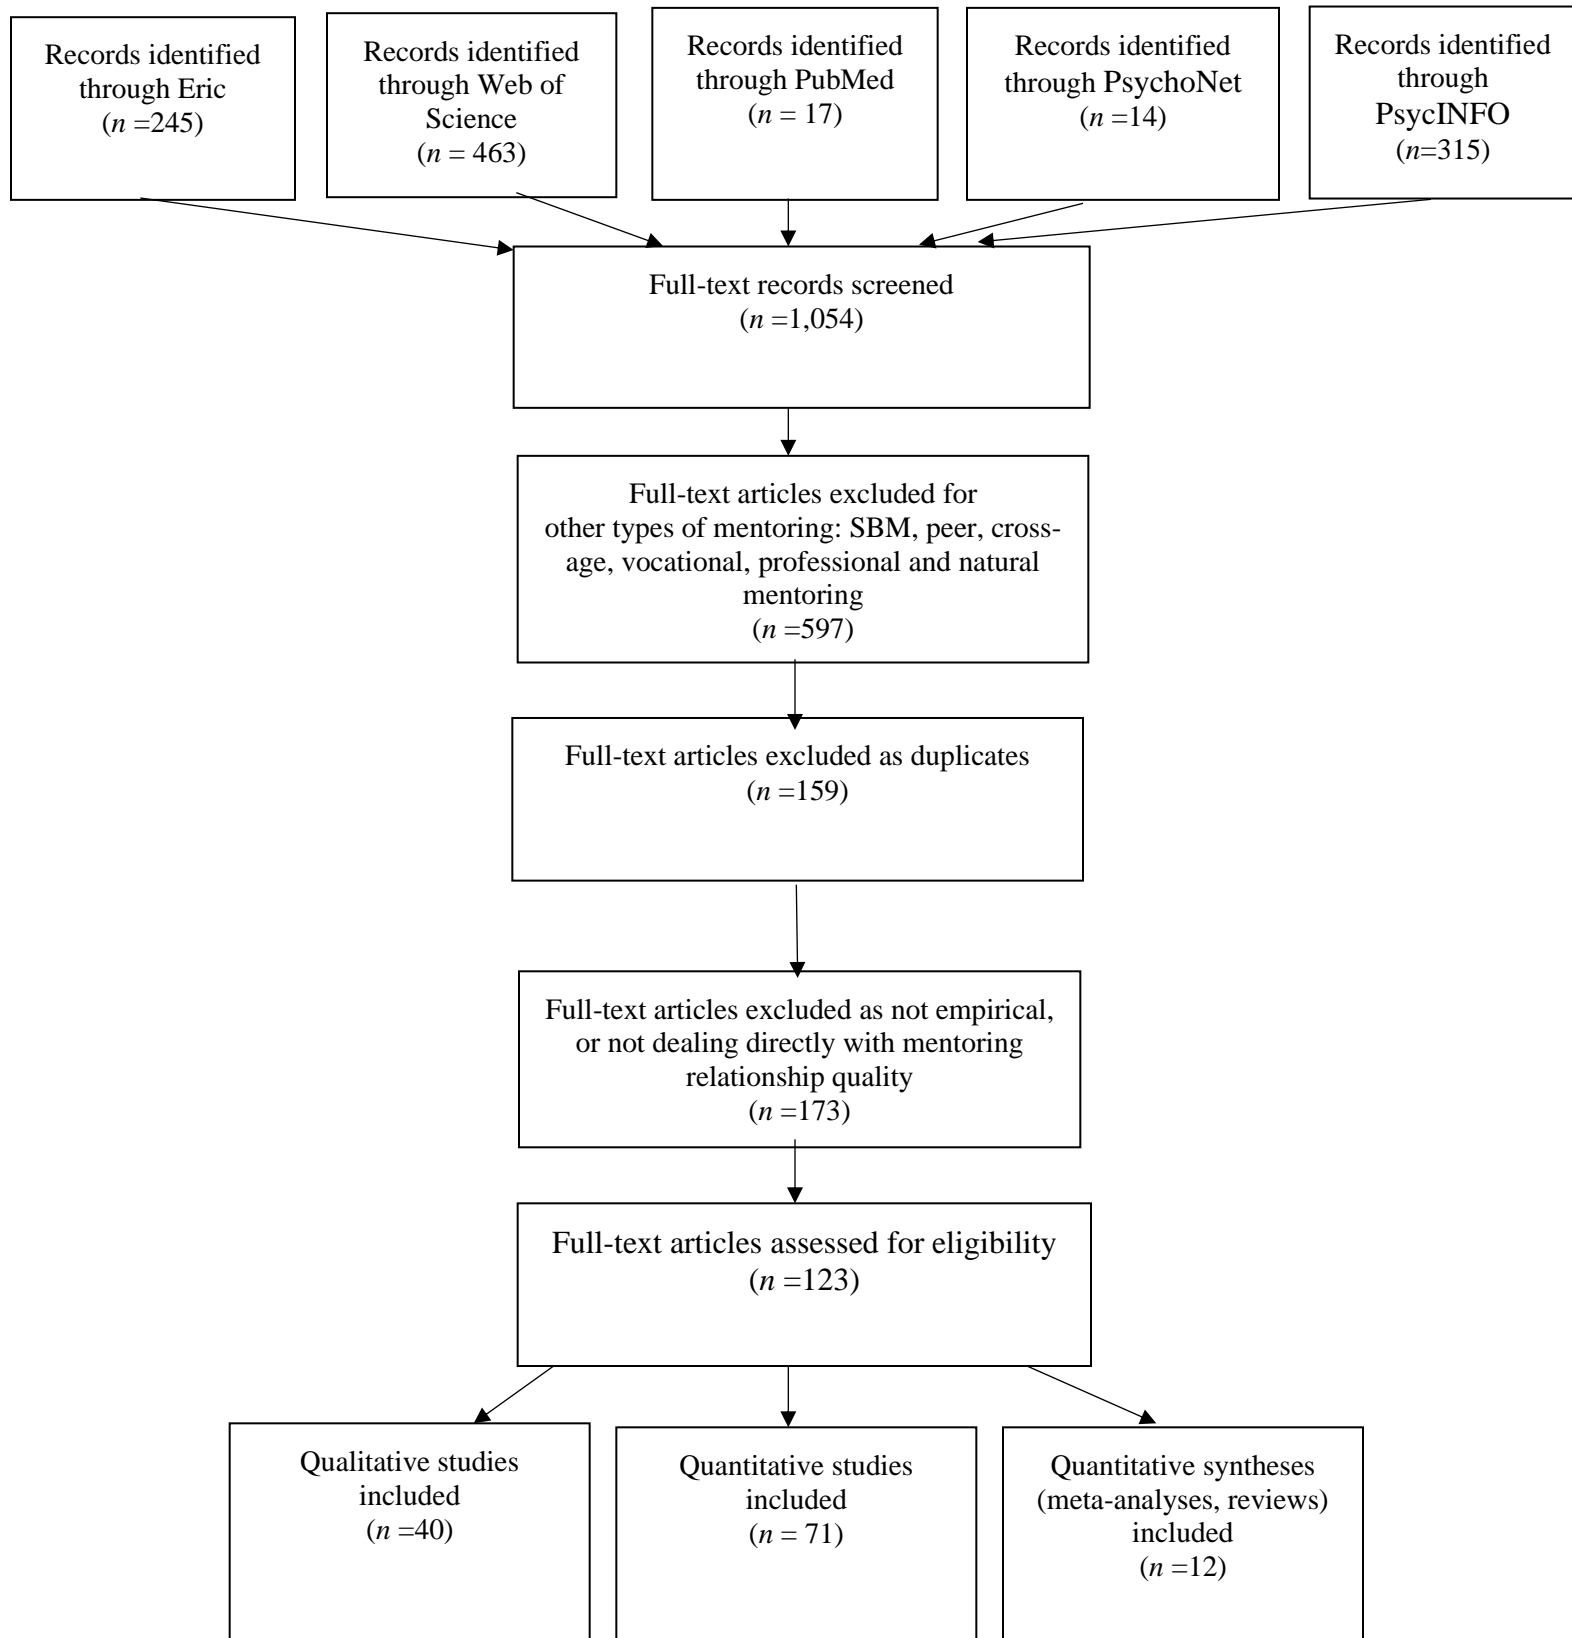 Records identified
through Eric
(n =245)
Records identified
through Web of
Science
(n = 463)
Records identified
through PubMed
(n = 17)
Records identified
through PsychoNet
(n =14)
Records identified
through
PsycINFO
(n=315)
Full-text records screened
(n =1,054)
Full-text articles excluded for
other types of mentoring: SBM, peer, cross-
age, vocational, professional and natural
mentoring
(n =597)
Full-text articles excluded as duplicates
(n =159)
Full-text articles excluded as not empirical,
or not dealing directly with mentoring
relationship quality
(n =173)
Full-text articles assessed for eligibility
(n =123)
Qualitative studies
included
(n =40)
Quantitative studies
included
(n = 71)
Quantitative syntheses
(meta-analyses, reviews)
included
(n =12)